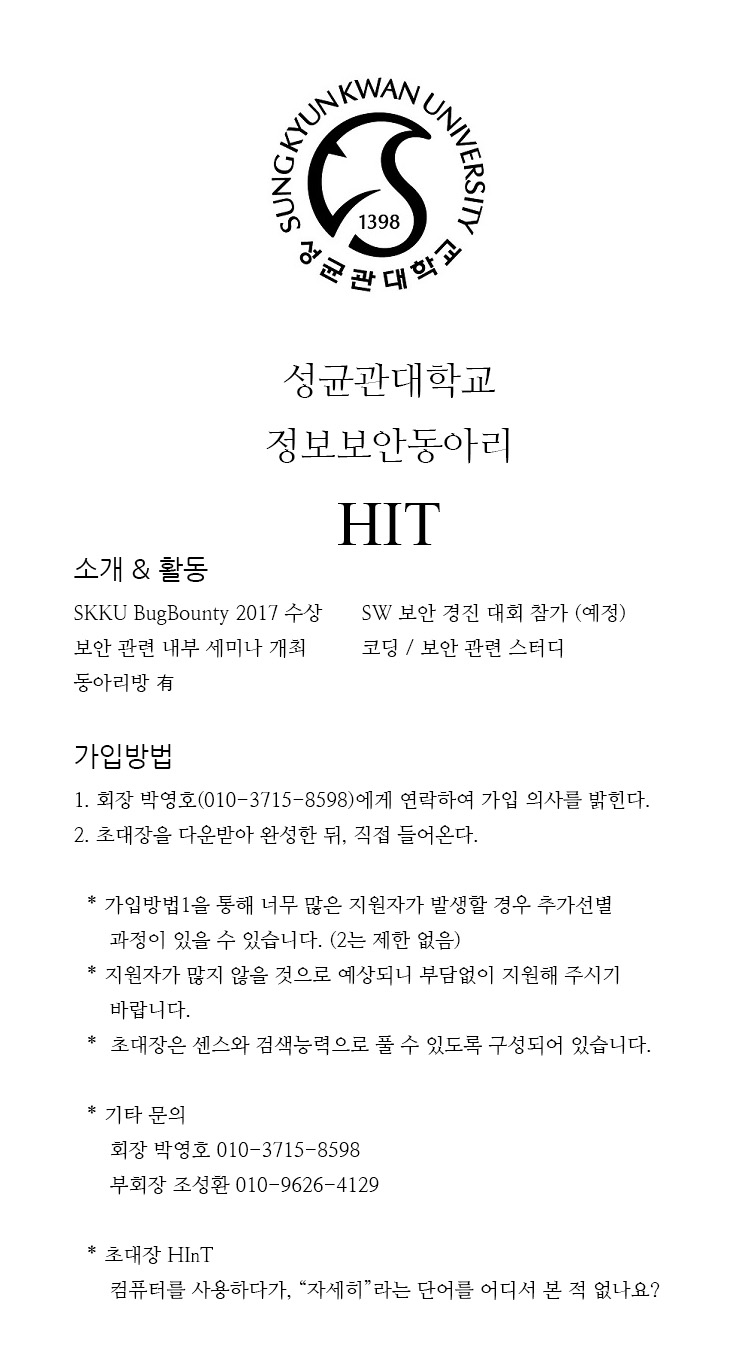 SUNGKYUNKWAN UNIVERSITY
1398
성균관대학교
성균관대학교
정보보안동아리
HIT
소개 & 활동
SKKU BugBounty 2017 수상 SW 보안 경진 대회 참가 (예정)
보안 관련 내부 세미나 개최 코딩 / 보안 관련 스터디
동아리방 有
가입방법
1. 회장 박영호(010-3715-8598)에게 연락하여 가입 의사를 밝힌다.
2. 초대장을 다운받아 완성한 뒤, 직접 들어온다.
* 가입방법1을 통해 너무 많은 지원자가 발생할 경우 추가선별
과정이 있을 수 있습니다. (2는 제한 없음)
* 지원자가 많지 않을 것으로 예상되니 부담없이 지원해 주시기
바랍니다.
* 초대장은 센스와 검색능력으로 풀 수 있도록 구성되어 있습니다.
* 기타 문의
회장 박영호 010-3715-8598
부회장 조성환 010-9626-4129
* 초대장 HInT
컴퓨터를 사용하다가, “자세히”라는 단어를 어디서 본 적 없나요?